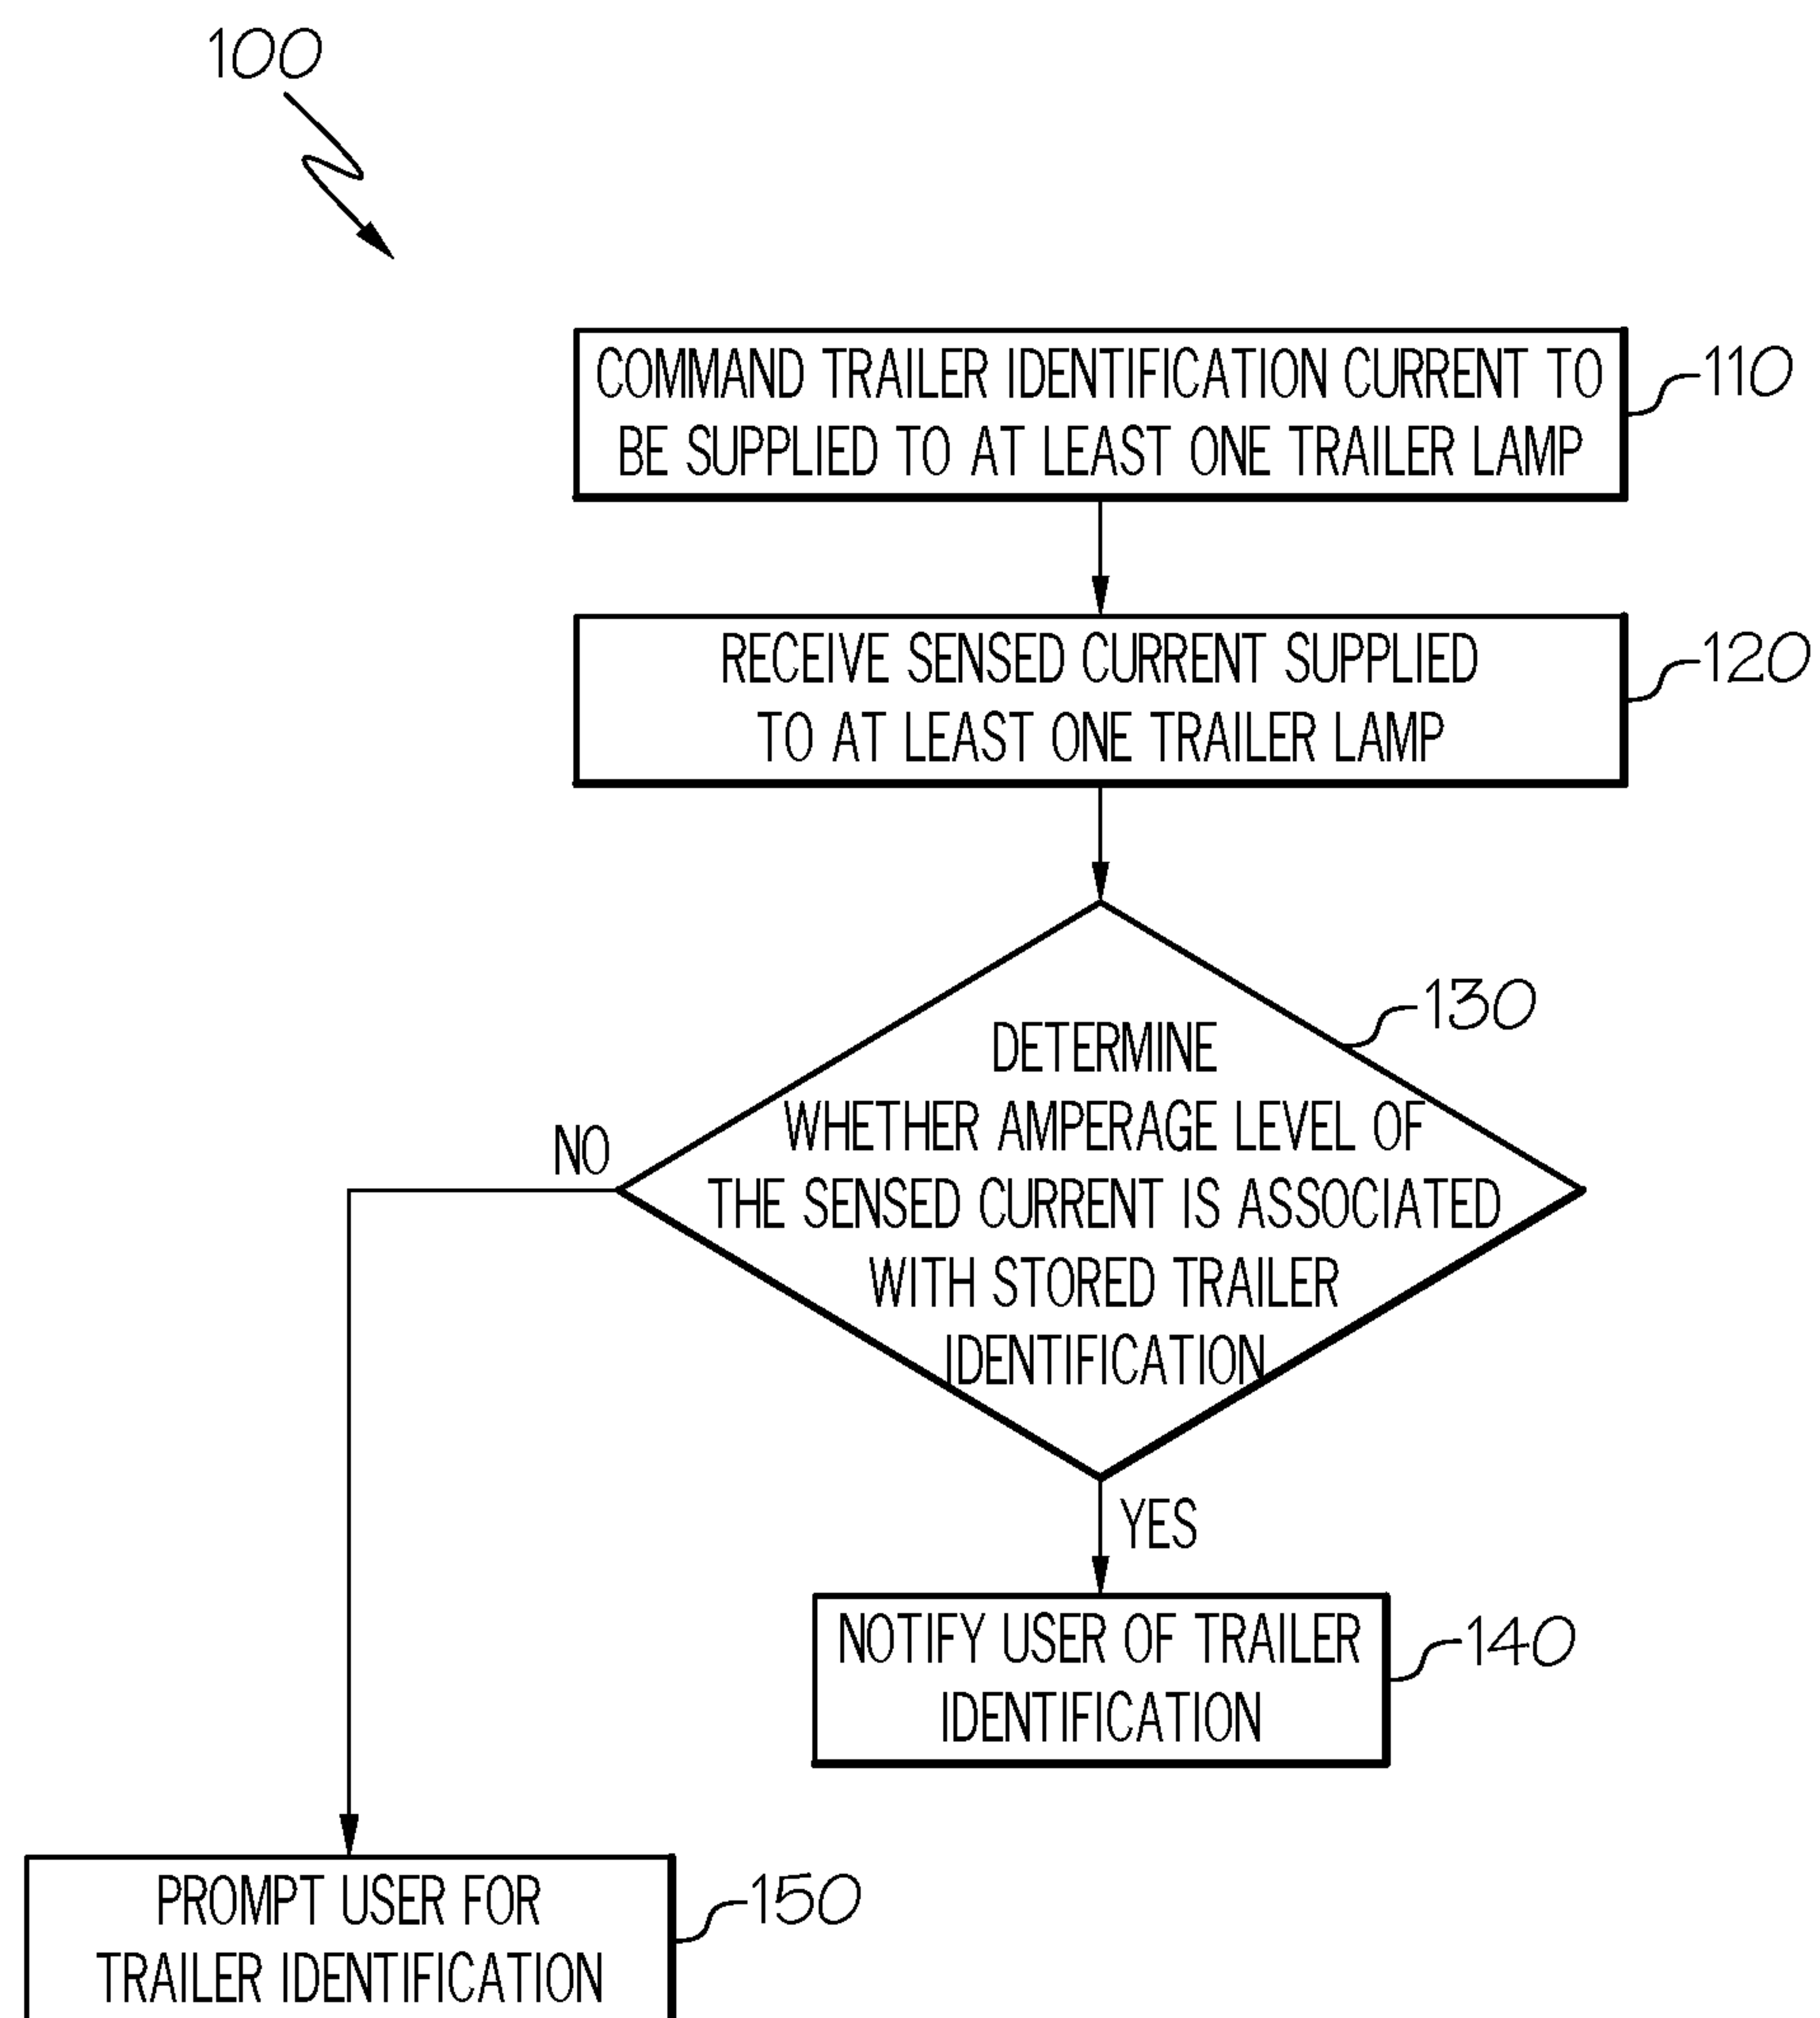 100
COMMAND TRAILER IDENTIFICATION CURRENT TO
BE SUPPLIED TO AT LEAST ONE TRAILER LAMP
110
RECEIVE SENSED CURRENT SUPPLIED
TO AT LEAST ONE TRAILER LAMP
120
130
DETERMINE
WHETHER AMPERAGE LEVEL OF
THE SENSED CURRENT IS ASSOCIATED
WITH STORED TRAILER
IDENTIFICATION
NO
YES
NOTIFY USER OF TRAILER
IDENTIFICATION
140
PROMPT USER FOR
TRAILER IDENTIFICATION
150